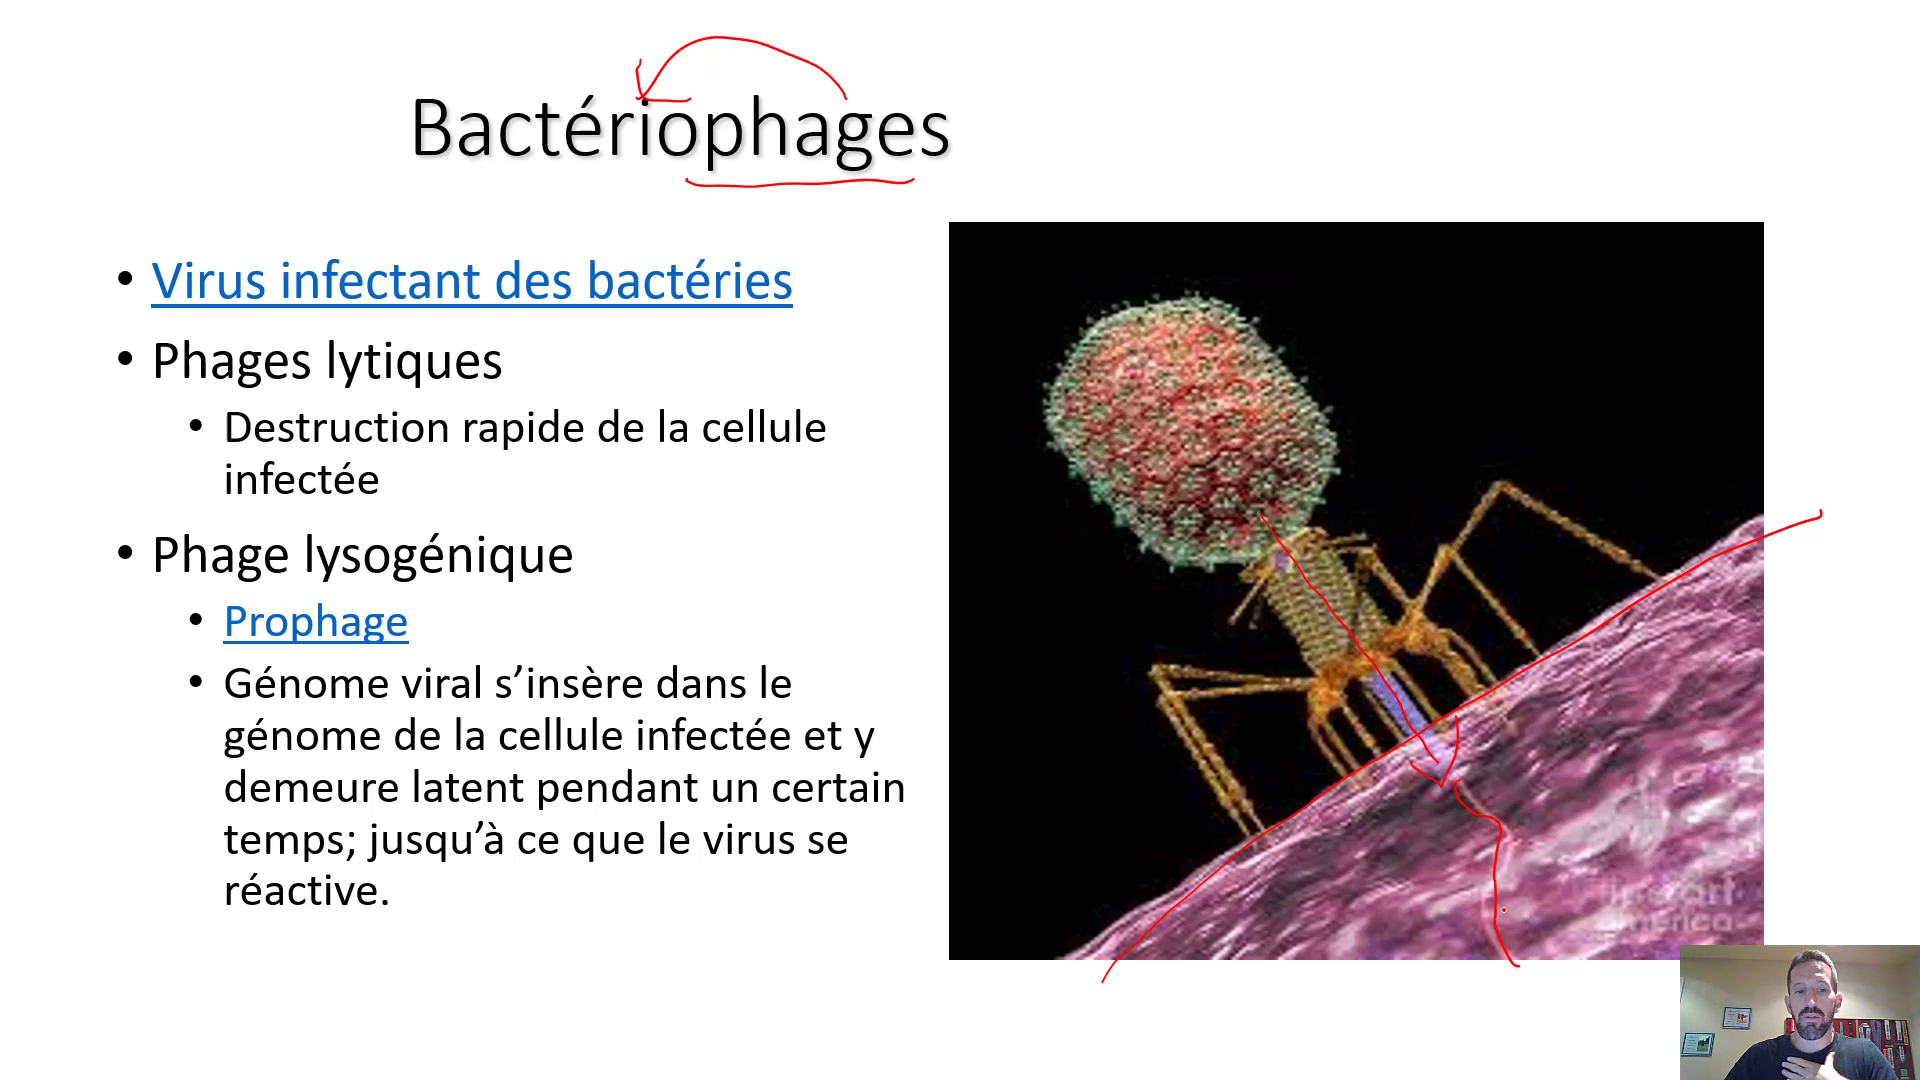 Bactériophages
• Virus infectant des bactéries
• Phages lytiques
• Destruction rapide de la cellule
infectée
• Phage lysogénique
• Prophage
• Génome viral s’insère dans le
génome de la cellule infectée et y
demeure latent pendant un certain
temps; jusqu’à ce que le virus se
réactive.
fineart
america